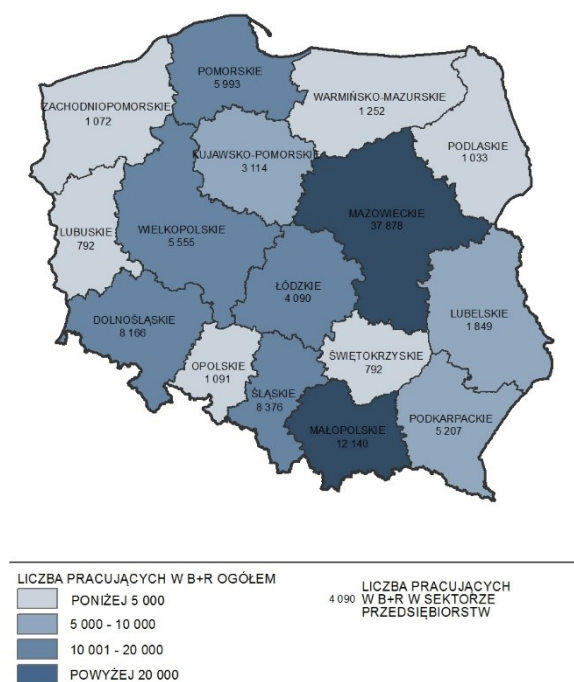 POMORSKIE
5 993
ZACHODNIOPOMORSKIE
1 072
WARMIŃSKO-MAZURSKIE
1 252
PODLASKIE
1 033
KUJAWSKO-POMORSKIE
3 114
MAZOWIECKIE
37 878
LUBUSKIE
792
WIELKOPOLSKIE
5 555
ŁÓDZKIE
4 090
DOLNOŚLĄSKIE
8 166
LUBELSKIE
1 849
OPOLSKIE
1 091
ŚWIĘTOKRZYSKIE
792
ŚLĄSKIE
8 376
MAŁOPOLSKIE
12 140
PODKARPACKIE
5 207
LICZBA PRACUJĄCYCH W B+R OGÓŁEM
PONIŻEJ 5 000
5 000 - 10 000
10 001 - 20 000
POWYŻEJ 20 000
4 090
LICZBA PRACUJĄCYCH
W B+R W SEKTORZE
PRZEDSIĘBIORSTW